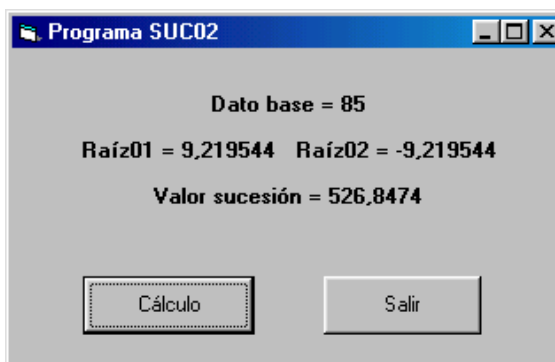 Programa SUC02
Dato base = 85
Raíz01 = 9,219544 Raíz02 = -9,219544
Valor sucesión = 526,8474
Cálculo Salir